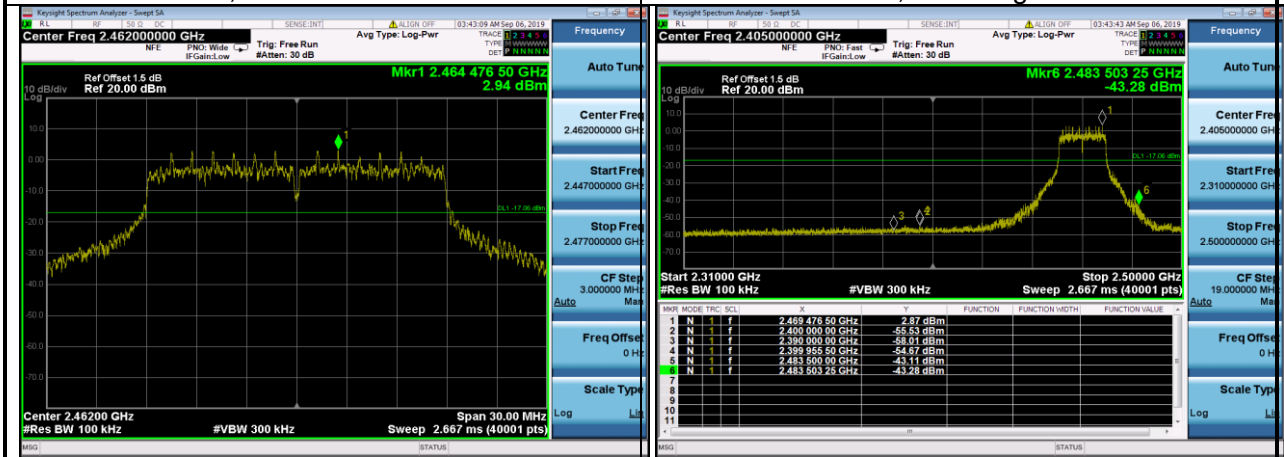 Keysight Spectrum Analyzer - Swept SA
RL RF 50 Ω DC SENSE:INT ALIGN OFF 03:43:09 AM Sep 06, 2019
Center Freq 2.462000000 GHz
NFE PNO: Wide Trig: Free Run Avg Type: Log-Pwr TRACE 1 2 3 4 5 6
IFGain:Low #Atten: 30 dB TYPE M WWWWW
DET P NNNNN
Ref Offset 1.5 dB Mkr1 2.464 476 50 GHz
10 dB/div Ref 20.00 dBm 2.94 dBm
Log
10.0
0.00
-10.0
-20.0
-30.0
-40.0
-50.0
-60.0
-70.0
1
DL1 -17.06 dBm
Center 2.46200 GHz Span 30.00 MHz
#Res BW 100 kHz #VBW 300 kHz Sweep 2.667 ms (40001 pts)
MSG STATUS
Frequency
Auto Tune
Center Freq
2.462000000 GHz
Start Freq
2.447000000 GHz
Stop Freq
2.477000000 GHz
CF Step
3.000000 MHz
Auto Man
Freq Offset
0 Hz
Scale Type
Log Lin
Keysight Spectrum Analyzer - Swept SA
RL RF 50 Ω DC SENSE:INT ALIGN OFF 03:43:43 AM Sep 06, 2019
Center Freq 2.405000000 GHz
NFE PNO: Fast Trig: Free Run Avg Type: Log-Pwr TRACE 1 2 3 4 5 6
IFGain:Low #Atten: 30 dB TYPE M WWWWW
DET P NNNNN
Ref Offset 1.5 dB Mkr6 2.483 503 25 GHz
10 dB/div Ref 20.00 dBm -43.28 dBm
Log
10.0
0.00
-10.0
-20.0
-30.0
-40.0
-50.0
-60.0
-70.0
1
DL1 -17.06 dBm
6
3
Start 2.31000 GHz Stop 2.50000 GHz
#Res BW 100 kHz #VBW 300 kHz Sweep 2.667 ms (40001 pts)
MKR MODE TRC SCL X Y FUNCTION FUNCTION WIDTH FUNCTION VALUE
1 N 1 f 2.469 476 50 GHz 2.87 dBm
2 N 1 f 2.400 000 00 GHz -55.53 dBm
3 N 1 f 2.390 000 00 GHz -58.01 dBm
4 N 1 f 2.399 955 50 GHz -54.67 dBm
5 N 1 f 2.483 500 00 GHz -43.11 dBm
6 N 1 f 2.483 503 25 GHz -43.28 dBm
7
8
9
10
11
MSG STATUS
Frequency
Auto Tune
Center Freq
2.405000000 GHz
Start Freq
2.310000000 GHz
Stop Freq
2.500000000 GHz
CF Step
19.000000 MHz
Auto Man
Freq Offset
0 Hz
Scale Type
Log Lin